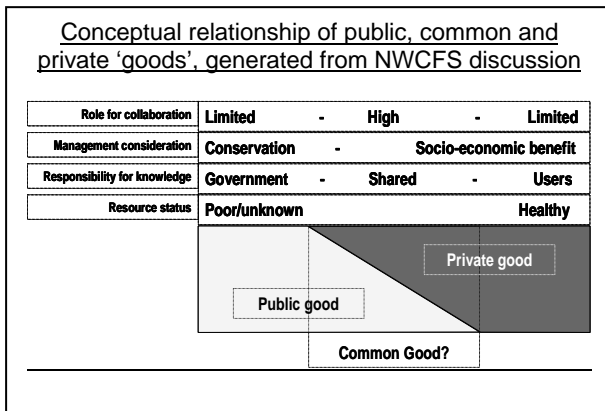 Conceptual relationship of public, common and
private ‘goods’, generated from NWCFS discussion
Role for collaboration Limited - High - Limited
Management consideration Conservation - Socio-economic benefit
Responsibility for knowledge Government - Shared - Users
Resource status Poor/unknown Healthy
Private good
Public good
Common Good?